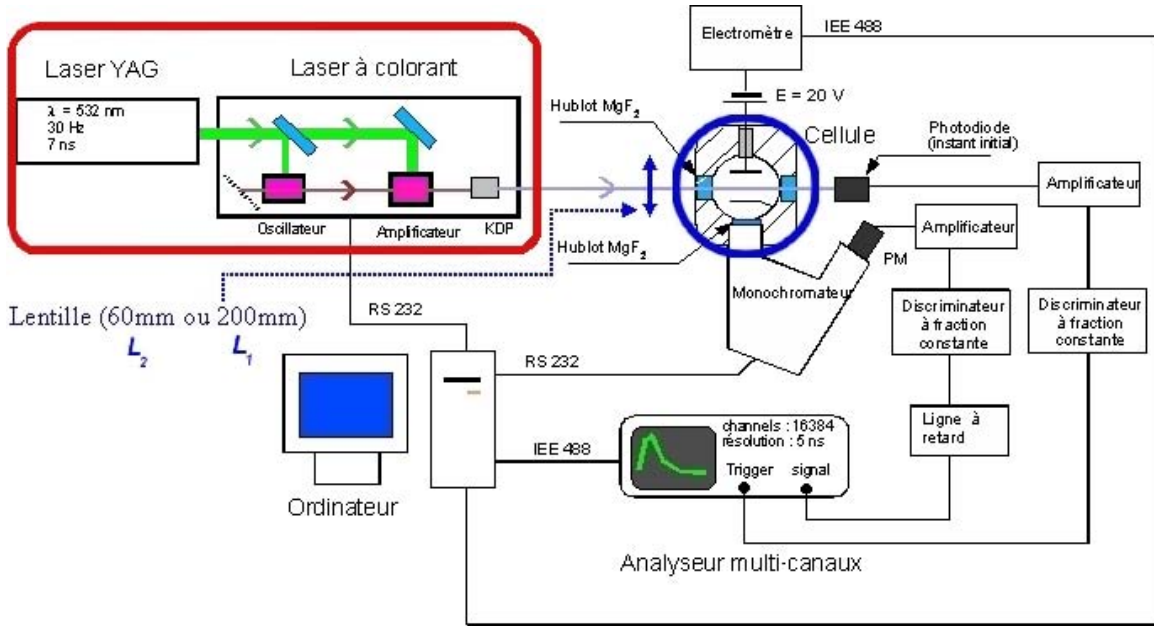 Laser YAG
λ = 532 nm
30 Hz
7 ns
Laser à colorant
Oscillateur
Amplificateur
KDP
Electromètre
IEE 488
E = 20 V
Hublot MgF₂
Cellule
Photodiode
(instant initial)
Amplificateur
Amplificateur
Hublot MgF₂
PM
Monochromateur
Lentille (60mm ou 200mm)
L₂
L₁
RS 232
Discriminateur
à fraction
constante
Discriminateur
à fraction
constante
RS 232
Ligne à
retard
channels : 16384
résolution : 5 ns
IEE 488
Trigger
signal
Ordinateur
Analyseur multi-canaux